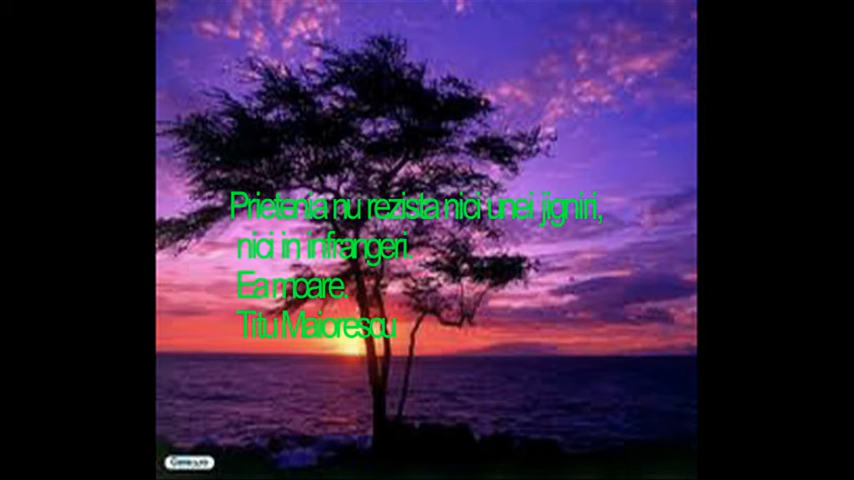 Prietenia nu rezista nici unei jigniri,
nici in infrangeri.
Ea moare.
Titu Maiorescu